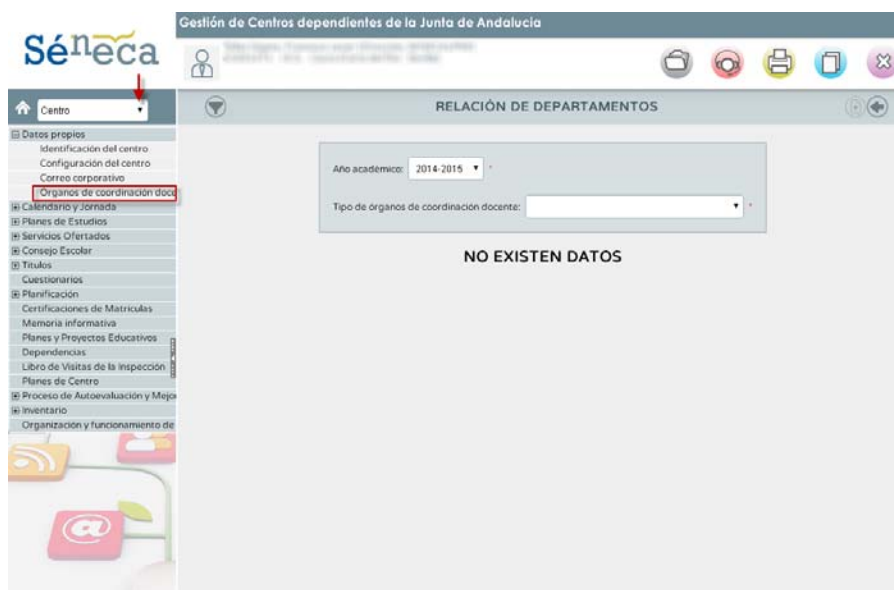 Gestión de Centros dependientes de la Junta de Andalucia
Séneca
Centro
RELACIÓN DE DEPARTAMENTOS
Datos propios
Identificación del centro
Configuración del centro
Correo corporativo
Órganos de coordinación doce
Calendario y Jornada
Planes de Estudios
Servicios Ofertados
Consejo Escolar
Títulos
Cuestionarios
Planificación
Certificaciones de Matrículas
Memoria informativa
Planes y Proyectos Educativos
Dependencias
Libro de Visitas de la Inspección
Planes de Centro
Proceso de Autoevaluación y Mejo
Inventario
Organización y funcionamiento de
Año académico: 2014-2015 *
Tipo de órganos de coordinación docente: *
NO EXISTEN DATOS
@